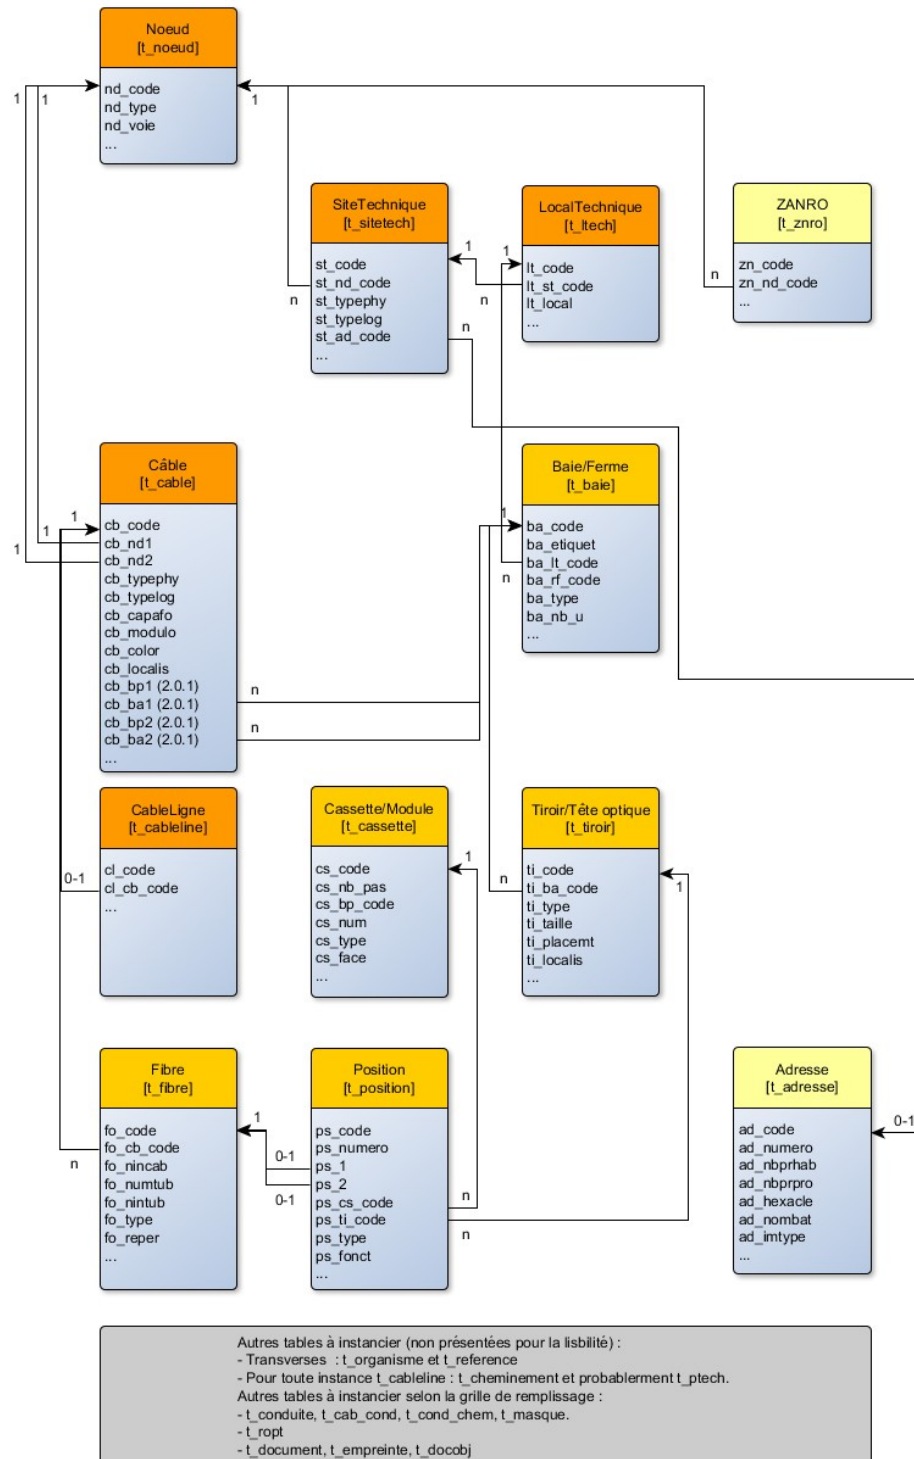 Noeud
[t_noeud]
nd_code
nd_type
nd_voie
...
1
1
1
SiteTechnique
[t_sitetech]
st_code
st_nd_code
st_typephy
st_typelog
st_ad_code
...
n
n
1
n
LocalTechnique
[t_ltech]
lt_code
lt_st_code
lt_local
...
1
ZANRO
[t_znro]
zn_code
zn_nd_code
...
n
Câble
[t_cable]
cb_code
cb_nd1
cb_nd2
cb_typephy
cb_typelog
cb_capafo
cb_modulo
cb_color
cb_localis
cb_bp1 (2.0.1)
cb_ba1 (2.0.1)
cb_bp2 (2.0.1)
cb_ba2 (2.0.1)
...
1
1
1
n
n
Baie/Ferme
[t_baie]
ba_code
ba_etiquet
ba_lt_code
ba_rf_code
ba_type
ba_nb_u
...
1
n
CableLigne
[t_cableline]
cl_code
cl_cb_code
...
0-1
Cassette/Module
[t_cassette]
cs_code
cs_nb_pas
cs_bp_code
cs_num
cs_type
cs_face
...
1
Tiroir/Tête optique
[t_tiroir]
ti_code
ti_ba_code
ti_type
ti_taille
ti_placemt
ti_localis
...
n
1
Fibre
[t_fibre]
fo_code
fo_cb_code
fo_nincab
fo_numtub
fo_nintub
fo_type
fo_reper
...
n
1
0-1
0-1
Position
[t_position]
ps_code
ps_numero
ps_1
ps_2
ps_cs_code
ps_ti_code
ps_type
ps_fonct
...
n
n
Adresse
[t_adresse]
ad_code
ad_numero
ad_nbprhab
ad_nbprpro
ad_hexacle
ad_nombat
ad_imtype
...
0-1
Autres tables à instancier (non présentées pour la lisbilité) :
- Transverses : t_organisme et t_reference
- Pour toute instance t_cableline : t_cheminement et probablerment t_ptech.
Autres tables à instancier selon la grille de remplissage :
- t_conduite, t_cab_cond, t_cond_chem, t_masque.
- t_ropt
- t_document, t_empreinte, t_docobj